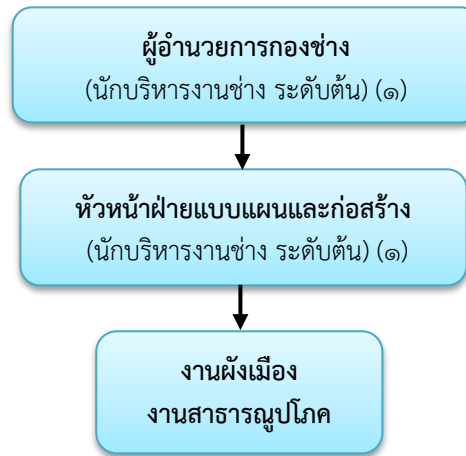 ผู้อำนวยการกองช่าง
(นักบริหารงานช่าง ระดับต้น) (๑)
หัวหน้าฝ่ายแบบแผนและก่อสร้าง
(นักบริหารงานช่าง ระดับต้น) (๑)
งานผังเมือง
งานสาธารณูปโภค